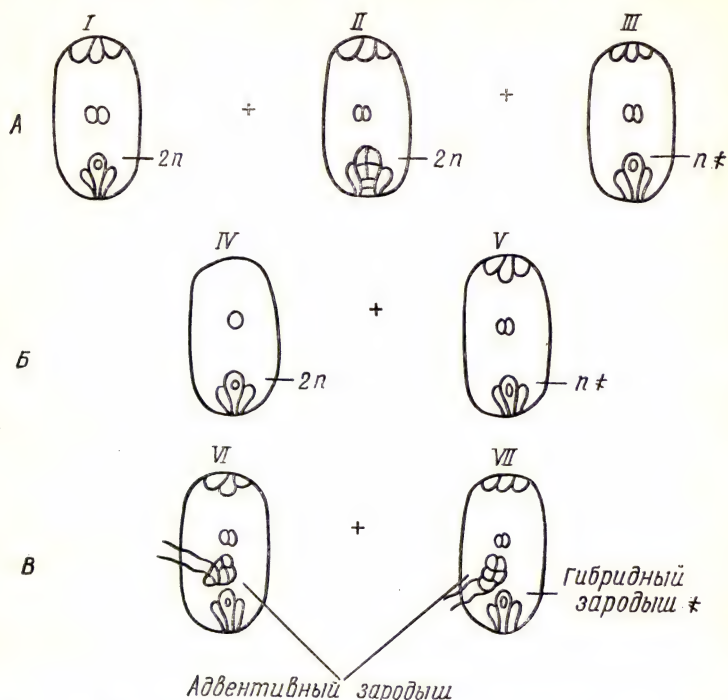 I II III
А + + 
2n 2n n *
IV V
Б +
2n n *
VI VII
В +
гибридный
зародыш *
Адвентивный зародыш